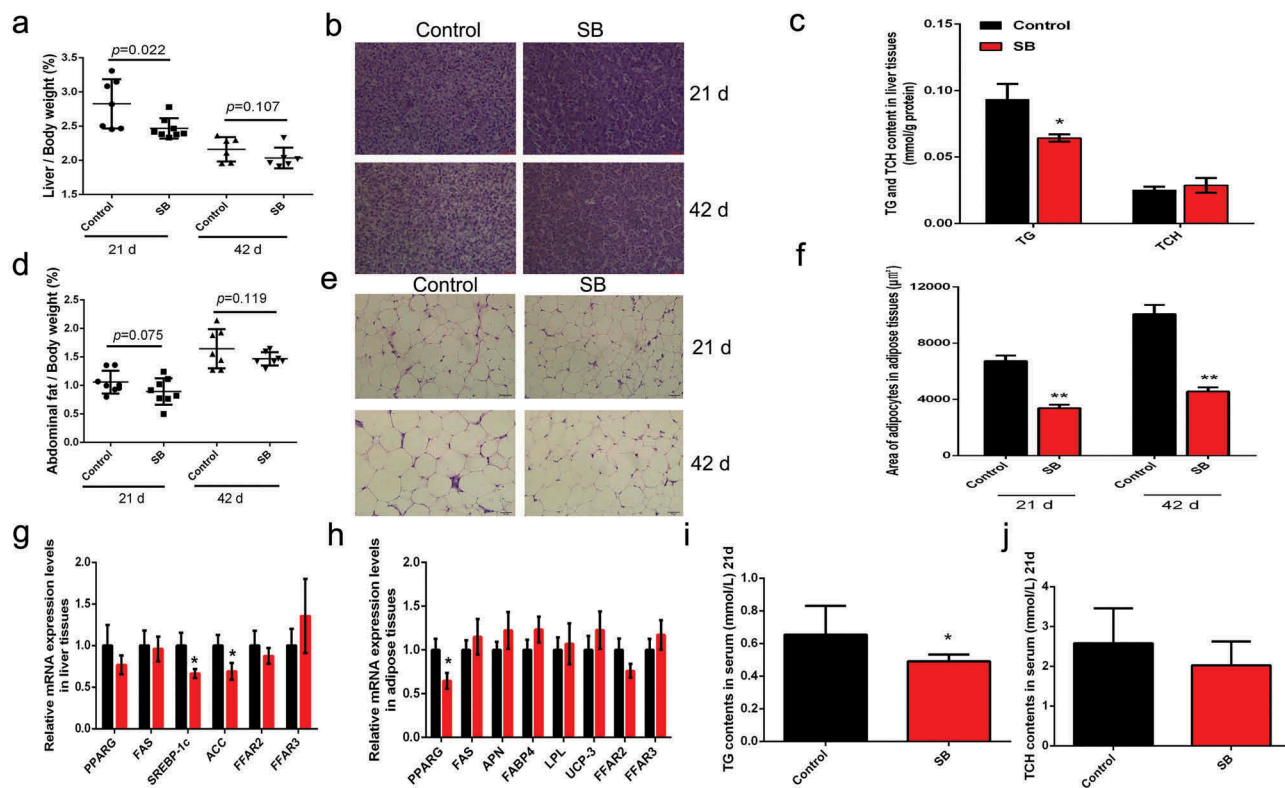 a
Liver / Body weight (%)
3.5
3.0
2.5
2.0
1.5
p=0.022
p=0.107
Control
SB
Control
SB
21 d
42 d
b
Control
SB
21 d
42 d
c
TG and TCH content in liver tissues
(mmol/g protein)
0.15
0.10
0.05
0.00
Control
SB
*
TG
TCH
d
Abdominal fat / Body weight (%)
2.5
2.0
1.5
1.0
0.5
0.0
p=0.075
p=0.119
Control
SB
Control
SB
21 d
42 d
e
Control
SB
21 d
42 d
f
Area of adipocytes in adipose tissues (μm²)
12000
8000
4000
0
**
**
Control
SB
Control
SB
21 d
42 d
g
Relative mRNA expression levels
in liver tissues
2.0
1.5
1.0
0.5
0.0
*
*
PPARG
FAS
SREBP-1c
ACC
FFAR2
FFAR3
h
Relative mRNA expression levels
in adipose tissues
2.0
1.5
1.0
0.5
0.0
*
PPARG
FAS
APN
FABP4
LPL
UCP-3
FFAR2
FFAR3
i
TG contents in serum (mmol/L) 21d
1.0
0.8
0.6
0.4
0.2
0.0
*
Control
SB
j
TCH contents in serum (mmol/L) 21d
4
3
2
1
0
Control
SB